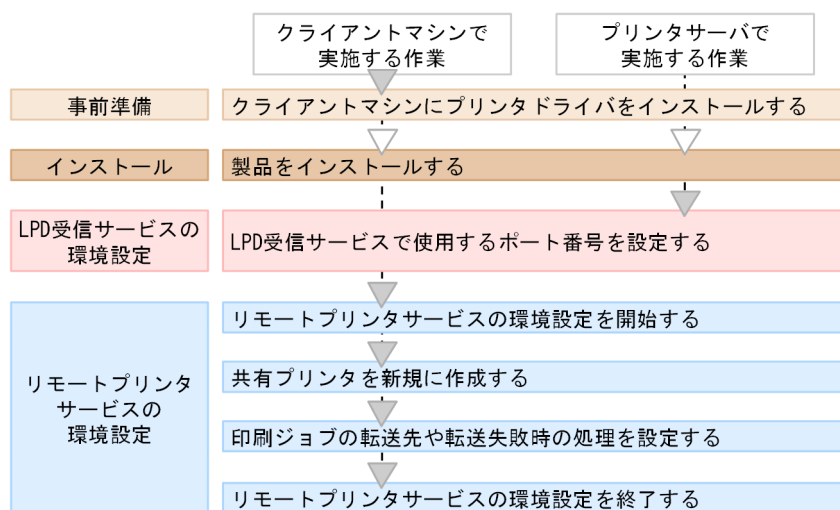 クライアントマシンで
実施する作業
プリンタサーバで
実施する作業
事前準備
クライアントマシンにプリンタドライバをインストールする
インストール
製品をインストールする
LPD受信サービスの
環境設定
LPD受信サービスで使用するポート番号を設定する
リモートプリンタ
サービスの
環境設定
リモートプリンタサービスの環境設定を開始する
共有プリンタを新規に作成する
印刷ジョブの転送先や転送失敗時の処理を設定する
リモートプリンタサービスの環境設定を終了する